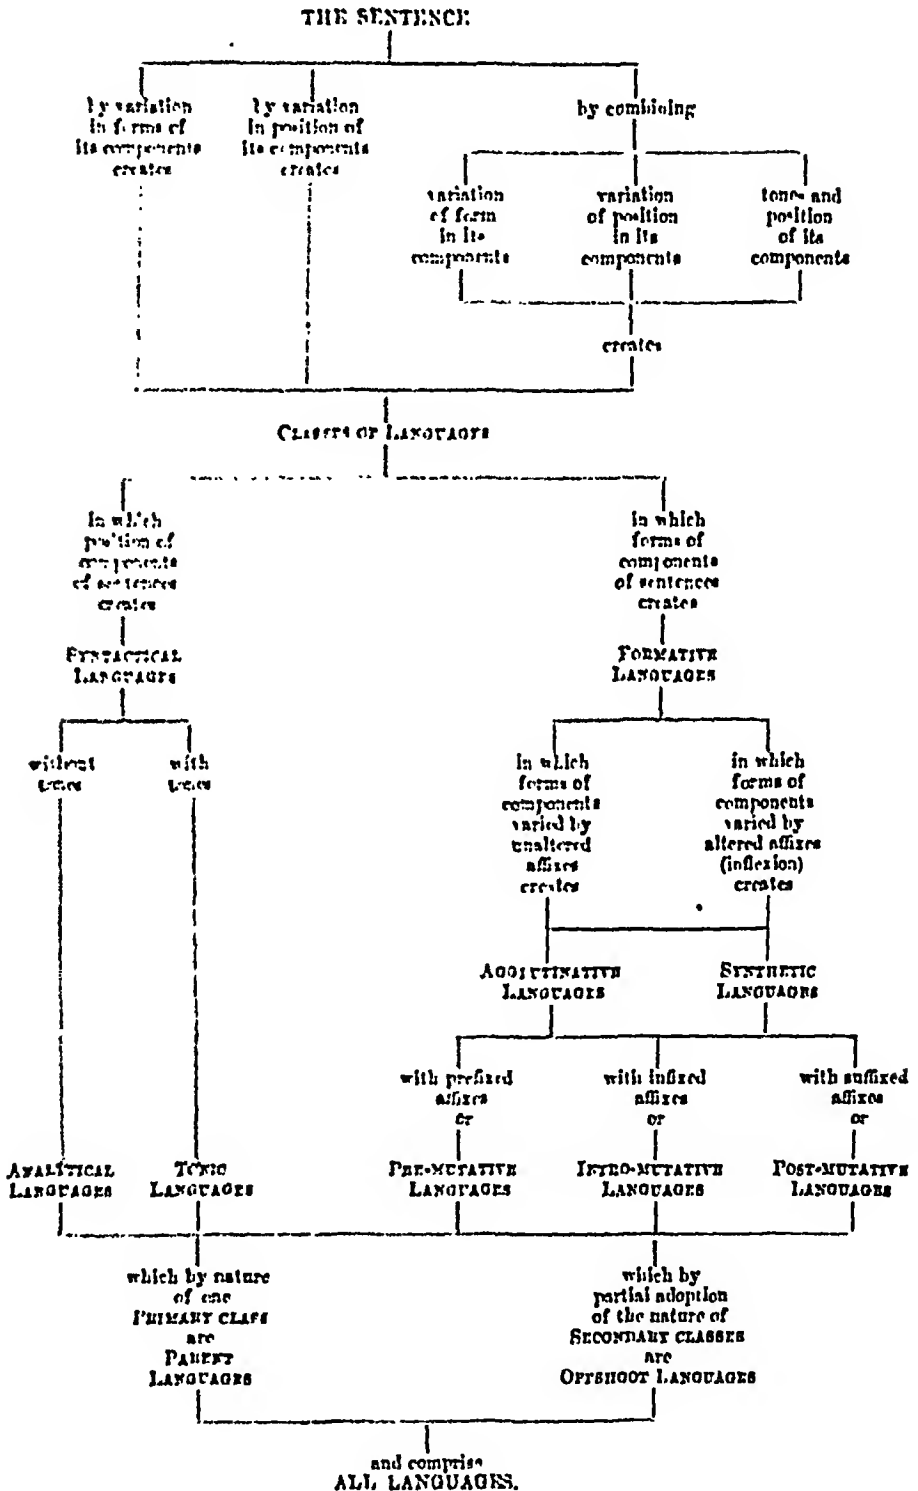 THE SENTENCE
by variation
in forms of
its components
creates
by variation
in position of
its components
creates
by combining
variation
of form
in its
components
variation
of position
in its
components
tones and
position
of its
components
creates
CLASSES OF LANGUAGES
in which
position of
components
of sentences
creates
SYNTACTICAL
LANGUAGES
in which
forms of
components
of sentences
creates
FORMATIVE
LANGUAGES
without
tones
with
tones
in which
forms of
components
varied by
unaltered
affixes
creates
in which
forms of
components
varied by
altered affixes
(inflexion)
creates
AGGLUTINATIVE
LANGUAGES
SYNTHETIC
LANGUAGES
with prefixed
affixes
or
with infixed
affixes
or
with suffixed
affixes
or
ANALYTICAL
LANGUAGES
TONIC
LANGUAGES
PRE-MUTATIVE
LANGUAGES
INTRO-MUTATIVE
LANGUAGES
POST-MUTATIVE
LANGUAGES
which by nature
of one
PRIMARY CLASS
are
PARENT
LANGUAGES
which by
partial adoption
of the nature of
SECONDARY CLASSES
are
OFFSHOOT LANGUAGES
and comprise
ALL LANGUAGES.